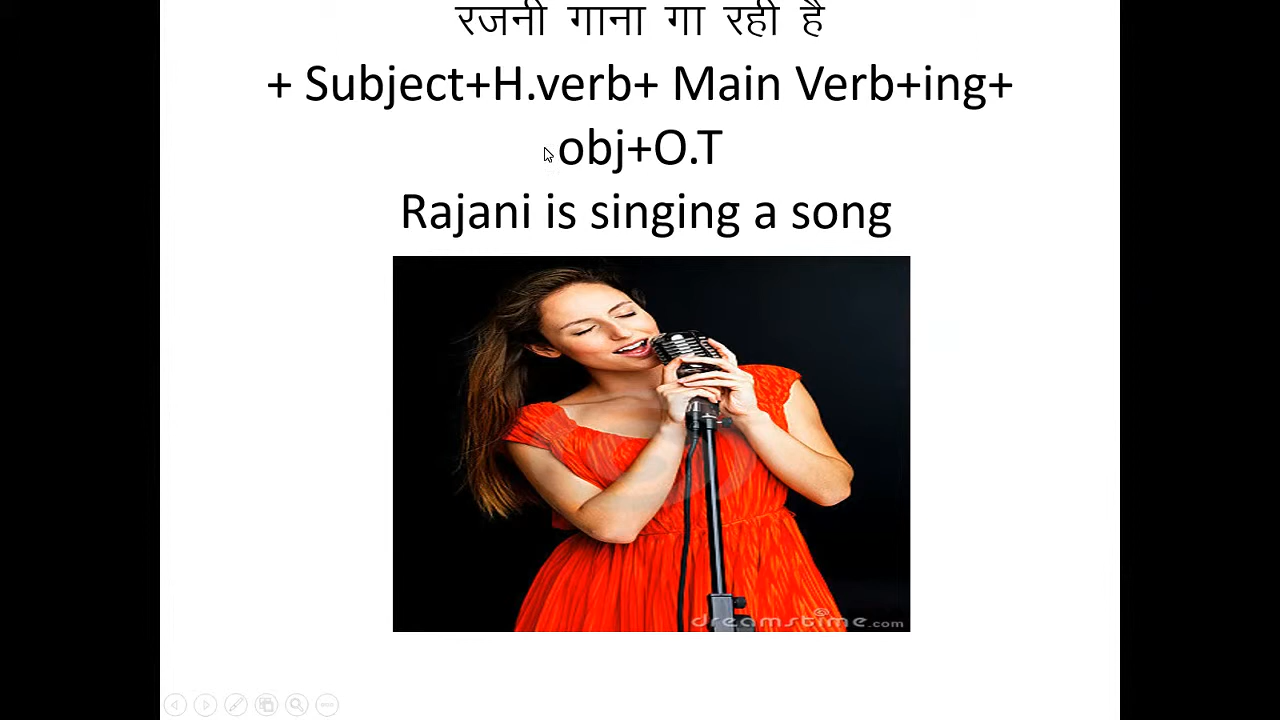 रजनी गाना गा रही है
+ Subject+H.verb+ Main Verb+ing+
obj+O.T
Rajani is singing a song
dreamstime.com